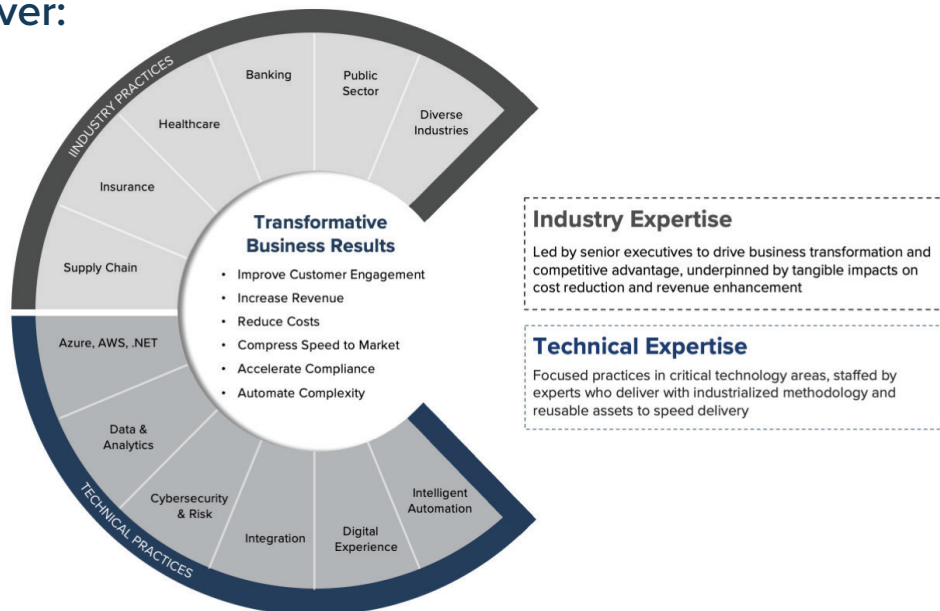 ver:
IINDUSTRY PRACTICES
Supply Chain
Insurance
Healthcare
Banking
Public
Sector
Diverse
Industries
Transformative
Business Results
• Improve Customer Engagement
• Increase Revenue
• Reduce Costs
• Compress Speed to Market
• Accelerate Compliance
• Automate Complexity
TECHNICAL PRACTICES
Azure, AWS, .NET
Data &
Analytics
Cybersecurity
& Risk
Integration
Digital
Experience
Intelligent
Automation
Industry Expertise
Led by senior executives to drive business transformation and
competitive advantage, underpinned by tangible impacts on
cost reduction and revenue enhancement
Technical Expertise
Focused practices in critical technology areas, staffed by
experts who deliver with industrialized methodology and
reusable assets to speed delivery